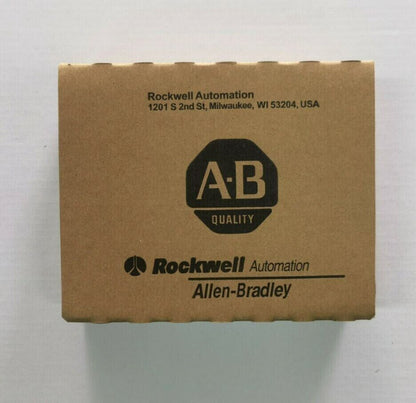 Rockwell Automation
1201 S 2nd St, Milwaukee, WI 53204, USA
A-B
QUALITY
Rockwell Automation
Allen-Bradley